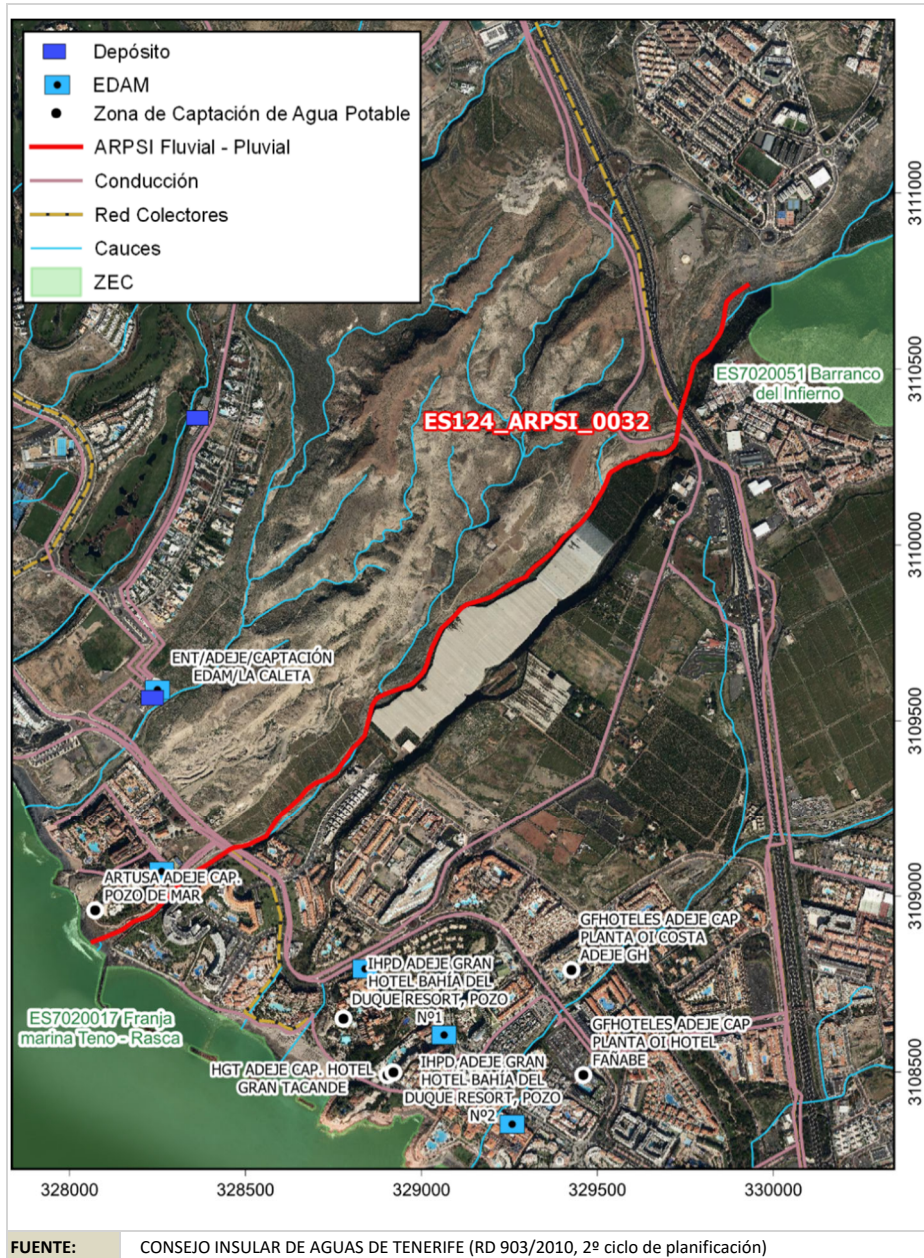 Depósito
EDAM
Zona de Captación de Agua Potable
ARPSI Fluvial - Pluvial
Conducción
Red Colectores
Cauces
ZEC
3111000
3110500
3110000
3109500
3109000
3108500
ES7020051 Barranco
del Infierno
ES124_ARPSI_0032
ENT/ADEJE/CAPTACIÓN
EDAM/LA CALETA
ARTUSA ADEJE CAP.
POZO DE MAR
GFHOTELES ADEJE CAP
PLANTA OI COSTA
ADEJE GH
IHPD ADEJE GRAN
HOTEL BAHÍA DEL
DUQUE RESORT, POZO
Nº1
ES7020017 Franja
marina Teno - Rasca
GFHOTELES ADEJE CAP
PLANTA OI HOTEL
FAÑABE
HGT ADEJE CAP. HOTEL
GRAN TACANDE
IHPD ADEJE GRAN
HOTEL BAHÍA DEL
DUQUE RESORT, POZO
Nº2
328000 328500 329000 329500 330000
FUENTE: CONSEJO INSULAR DE AGUAS DE TENERIFE (RD 903/2010, 2º ciclo de planificación)